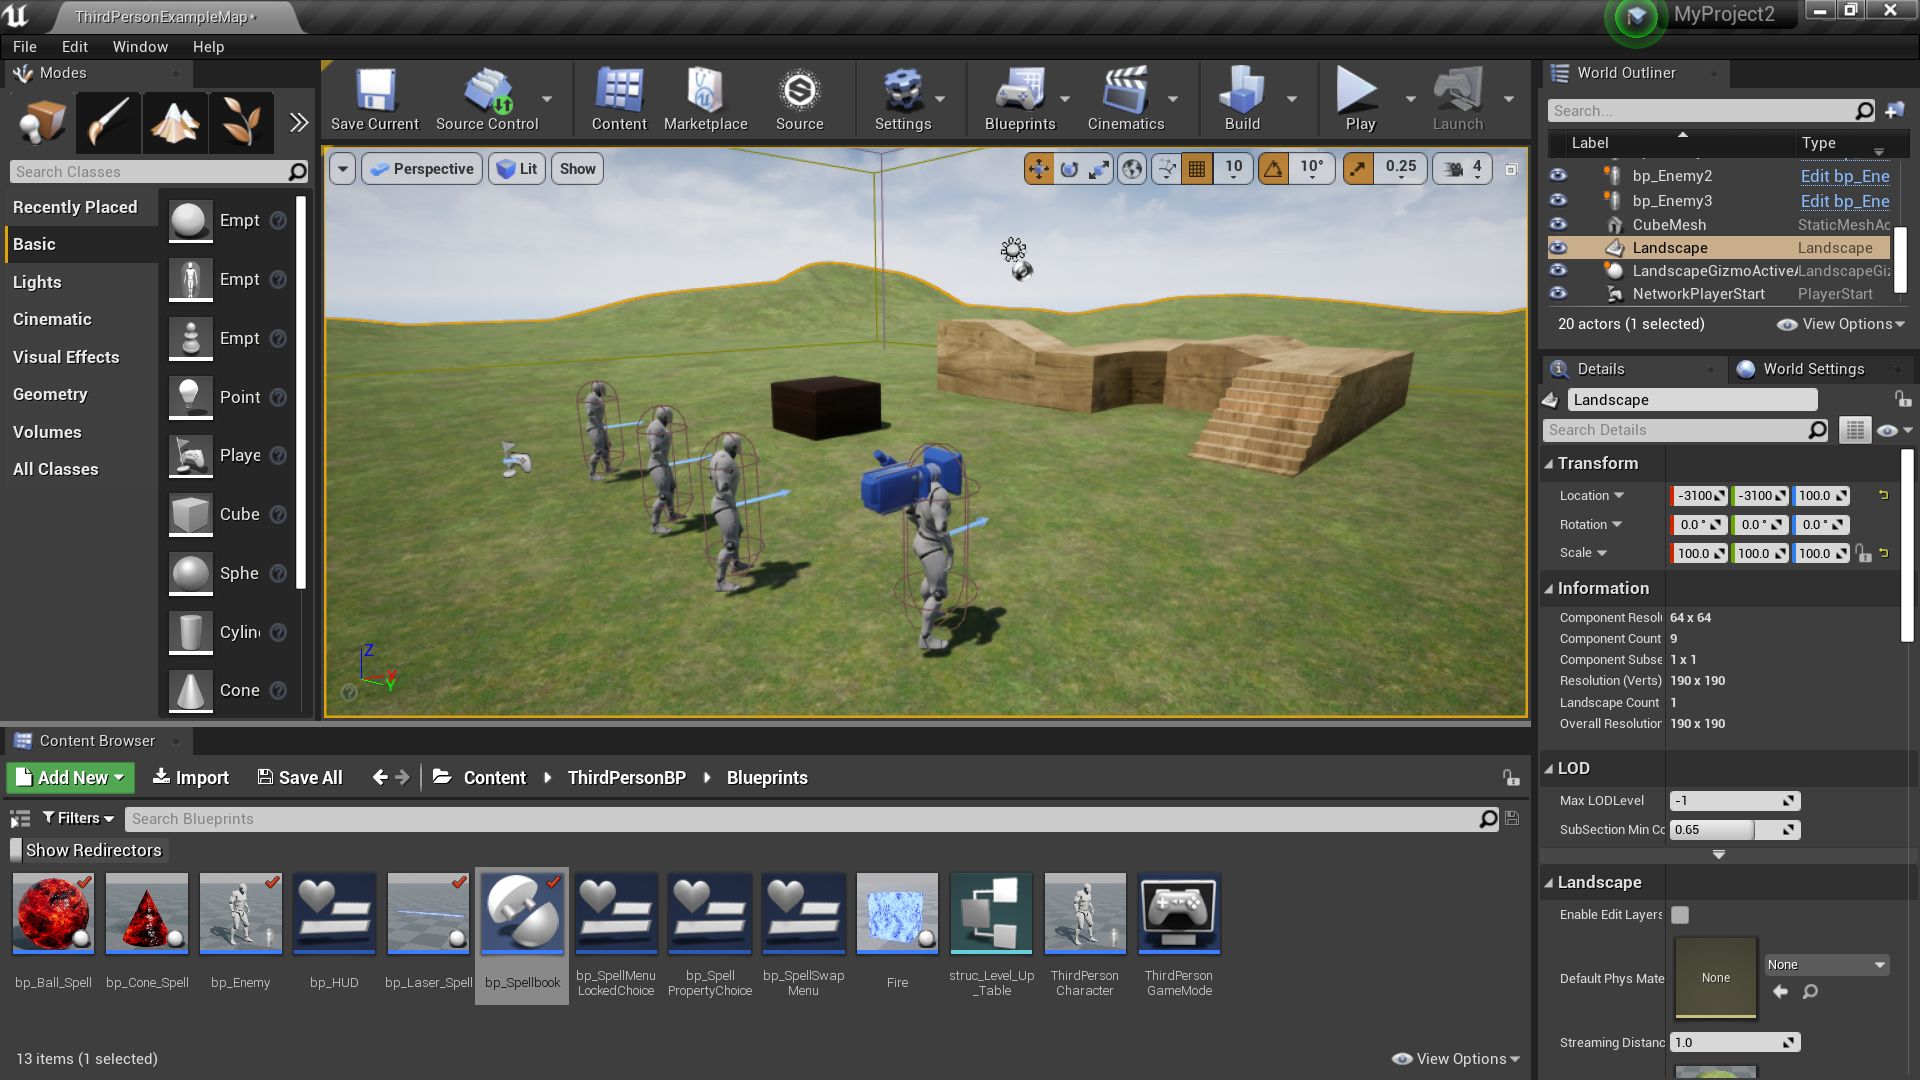 ThirdPersonExampleMap*
MyProject2
File Edit Window Help
Modes
Search Classes
Recently Placed
Basic
Lights
Cinematic
Visual Effects
Geometry
Volumes
All Classes
Empt
Empt
Empt
Point
Playe
Cube
Sphe
Cylin
Cone
Save Current Source Control Content Marketplace Source Settings Blueprints Cinematics Build Play Launch
Perspective Lit Show 10 10° 0.25 4
Z
X
Y
World Outliner
Search...
Label Type
bp_Enemy2 Edit bp_Ene
bp_Enemy3 Edit bp_Ene
CubeMesh StaticMeshAc
Landscape Landscape
LandscapeGizmoActiveA LandscapeGiz
NetworkPlayerStart PlayerStart
20 actors (1 selected) View Options
Details World Settings
Landscape
Search Details
Transform
Location -3100 -3100 100.0
Rotation 0.0 ° 0.0 ° 0.0 °
Scale 100.0 100.0 100.0
Information
Component Resol 64 x 64
Component Count 9
Component Subse 1 x 1
Resolution (Verts) 190 x 190
Landscape Count 1
Overall Resolution 190 x 190
LOD
Max LODLevel -1
SubSection Min Co 0.65
Landscape
Enable Edit Layers
Default Phys Mate None None
Streaming Distanc 1.0
Content Browser
Add New Import Save All Content ThirdPersonBP Blueprints
Filters Search Blueprints
Show Redirectors
bp_Ball_Spell
bp_Cone_Spell
bp_Enemy
bp_HUD
bp_Laser_Spell
bp_Spellbook
bp_SpellMenu
LockedChoice
bp_Spell
PropertyChoice
bp_SpellSwap
Menu
Fire
struc_Level_Up
_Table
ThirdPerson
Character
ThirdPerson
GameMode
13 items (1 selected) View Options